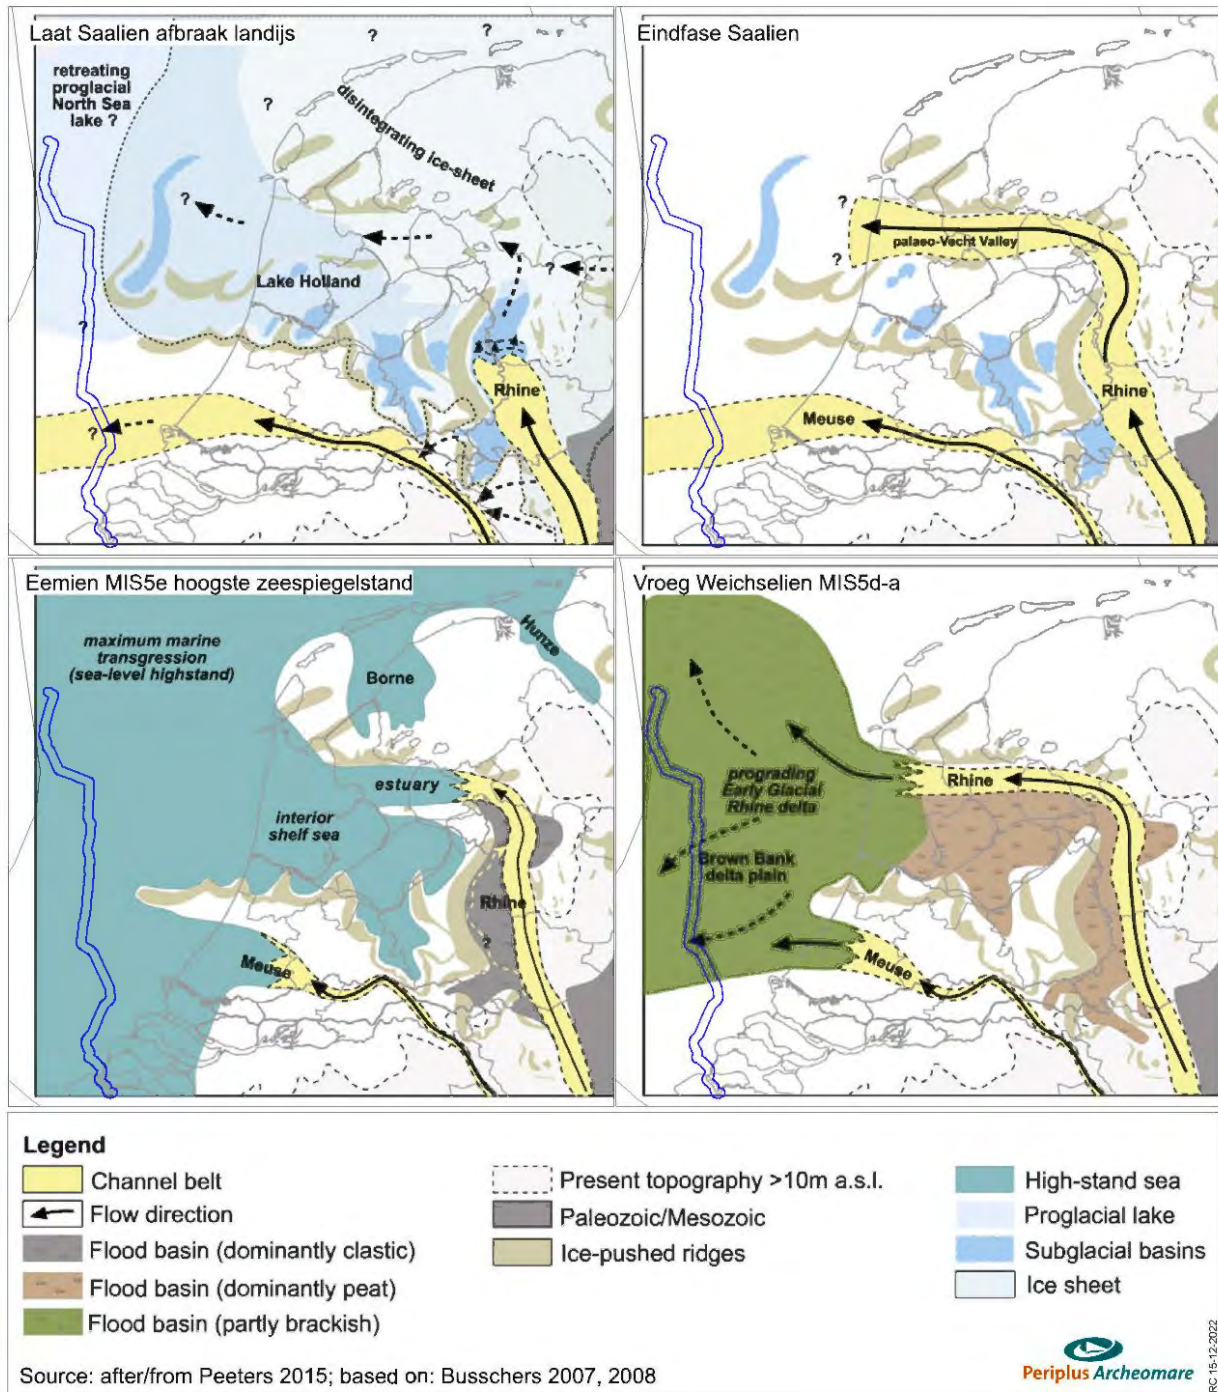 Laat Saalien afbraak landijs
?
?
retreating
proglacial
North Sea
lake ?
?
disintegrating ice-sheet
?
?
Lake Holland
?
?
Rhine
?
Eindfase Saalien
?
palaeo-Vecht Valley
?
Rhine
Meuse
Eemien MIS5e hoogste zeespiegelstand
maximum marine
transgression
(sea-level highstand)
Hunze
Borne
estuary
interior
shelf sea
Rhine
?
Meuse
Vroeg Weichselien MIS5d-a
Rhine
prograding
Early Glacial
Rhine delta
Brown Bank
delta plain
Meuse
Legend
Channel belt
Flow direction
Flood basin (dominantly clastic)
Flood basin (dominantly peat)
Flood basin (partly brackish)
Present topography >10m a.s.l.
Paleozoic/Mesozoic
Ice-pushed ridges
High-stand sea
Proglacial lake
Subglacial basins
Ice sheet
Source: after/from Peeters 2015; based on: Busschers 2007, 2008
Periplus Archeomare
RC 15-12-2022